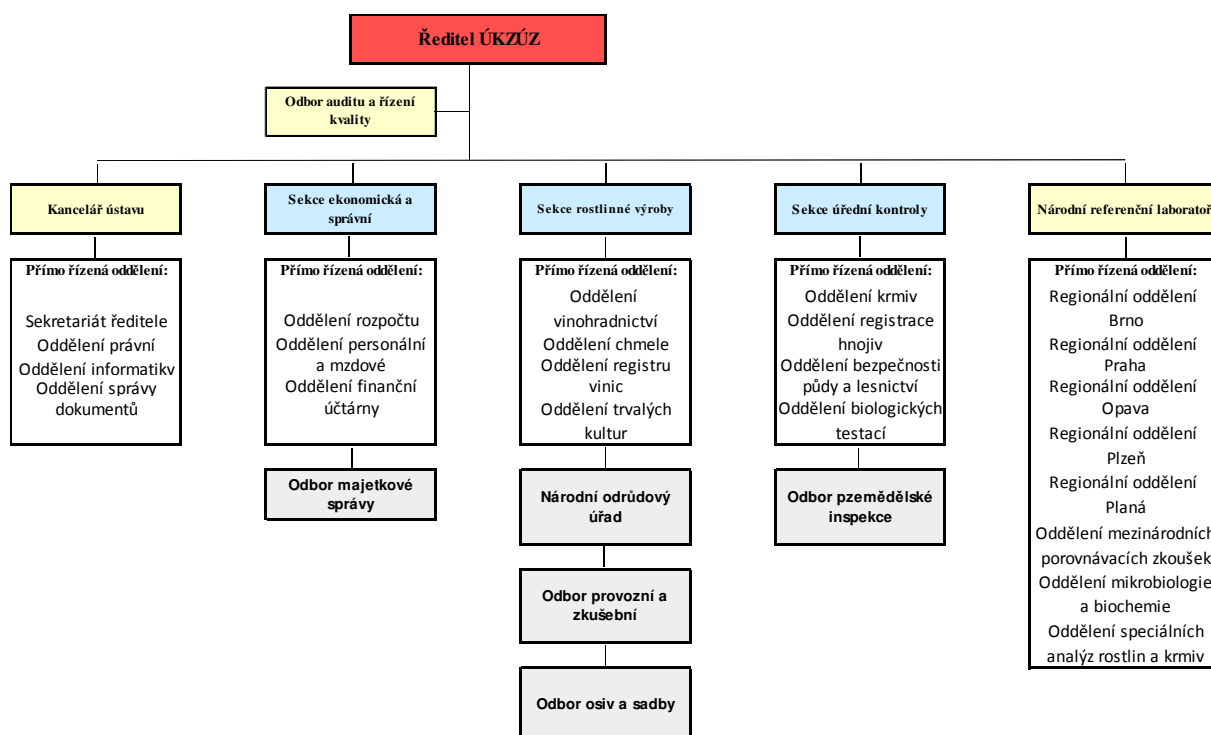 Ředitel ÚKZÚZ
Odbor auditu a řízení
kvality
Kancelář ústavu
Přímo řízená oddělení:
Sekretariát ředitele
Oddělení právní
Oddělení informatikv
Oddělení správy
dokumentů
Sekce ekonomická a
správní
Přímo řízená oddělení:
Oddělení rozpočtu
Oddělení personální
a mzdové
Oddělení finanční
účtárny
Odbor majetkové
správy
Sekce rostlinné výroby
Přímo řízená oddělení:
Oddělení
vinohradnictví
Oddělení chmele
Oddělení registru
vinic
Oddělení trvalých
kultur
Národní odrůdový
úřad
Odbor provozní a
zkušební
Odbor osiv a sadby
Sekce úřední kontroly
Přímo řízená oddělení:
Oddělení krmiv
Oddělení registrace
hnojiv
Oddělení bezpečnosti
půdy a lesnictví
Oddělení biologických
testací
Odbor pzemědělské
inspekce
Národní referenční laboratoř
Přímo řízená oddělení:
Regionální oddělení
Brno
Regionální oddělení
Praha
Regionální oddělení
Opava
Regionální oddělení
Plzeň
Regionální oddělení
Planá
Oddělení mezinárodních
porovnávacích zkoušek
Oddělení mikrobiologie
a biochemie
Oddělení speciálních
analýz rostlin a krmiv